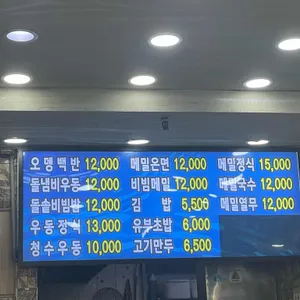 오뎅백반 12,000 메밀온면 12,000 메밀정식 15,000
돌냄비우동 12,000 비빔메밀 12,000 메밀국수 12,000
돌솥비빔밥 12,000 김밥 5,500 메밀열무 12,000
우동정식 13,000 유부초밥 6,000
청수우동 10,000 고기만두 6,500